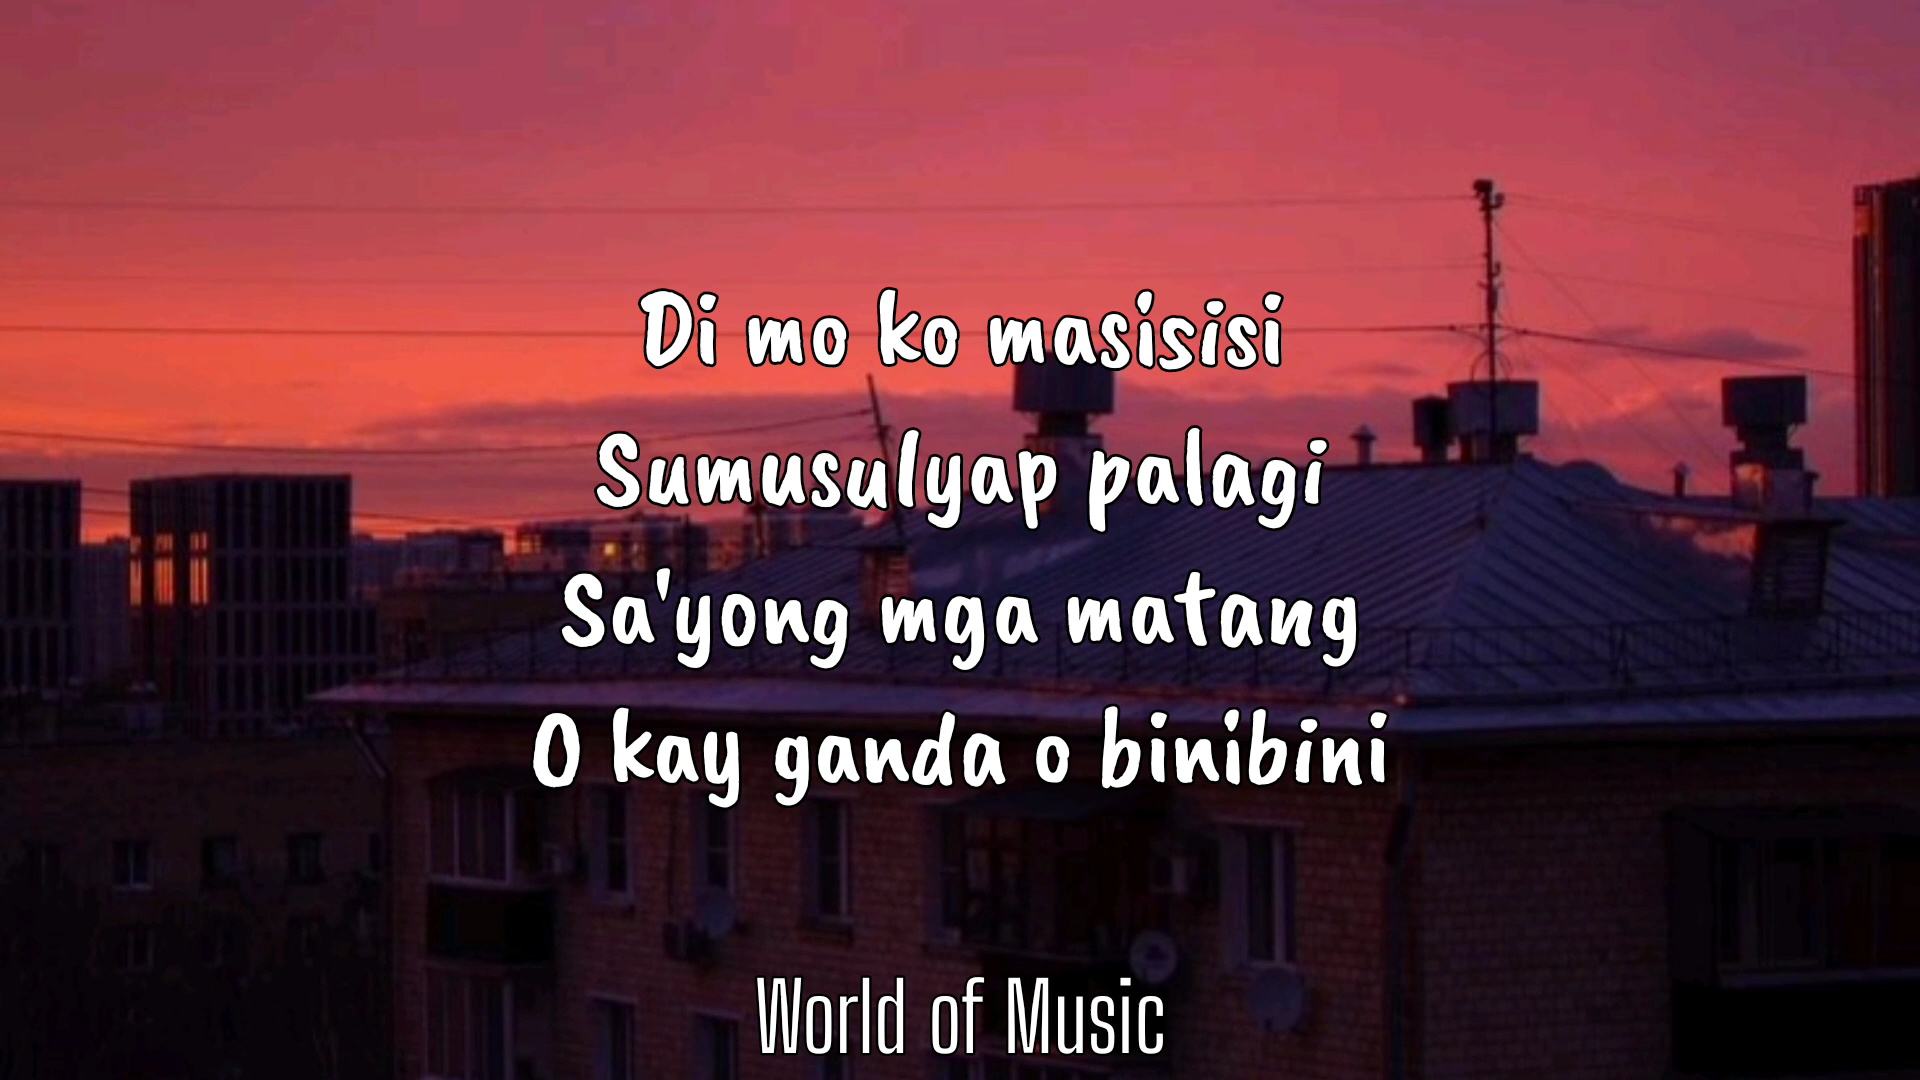 Di mo ko masisisi
Sumusulyap palagi
Sa'yong mga matang
O kay ganda o binibini
World of Music